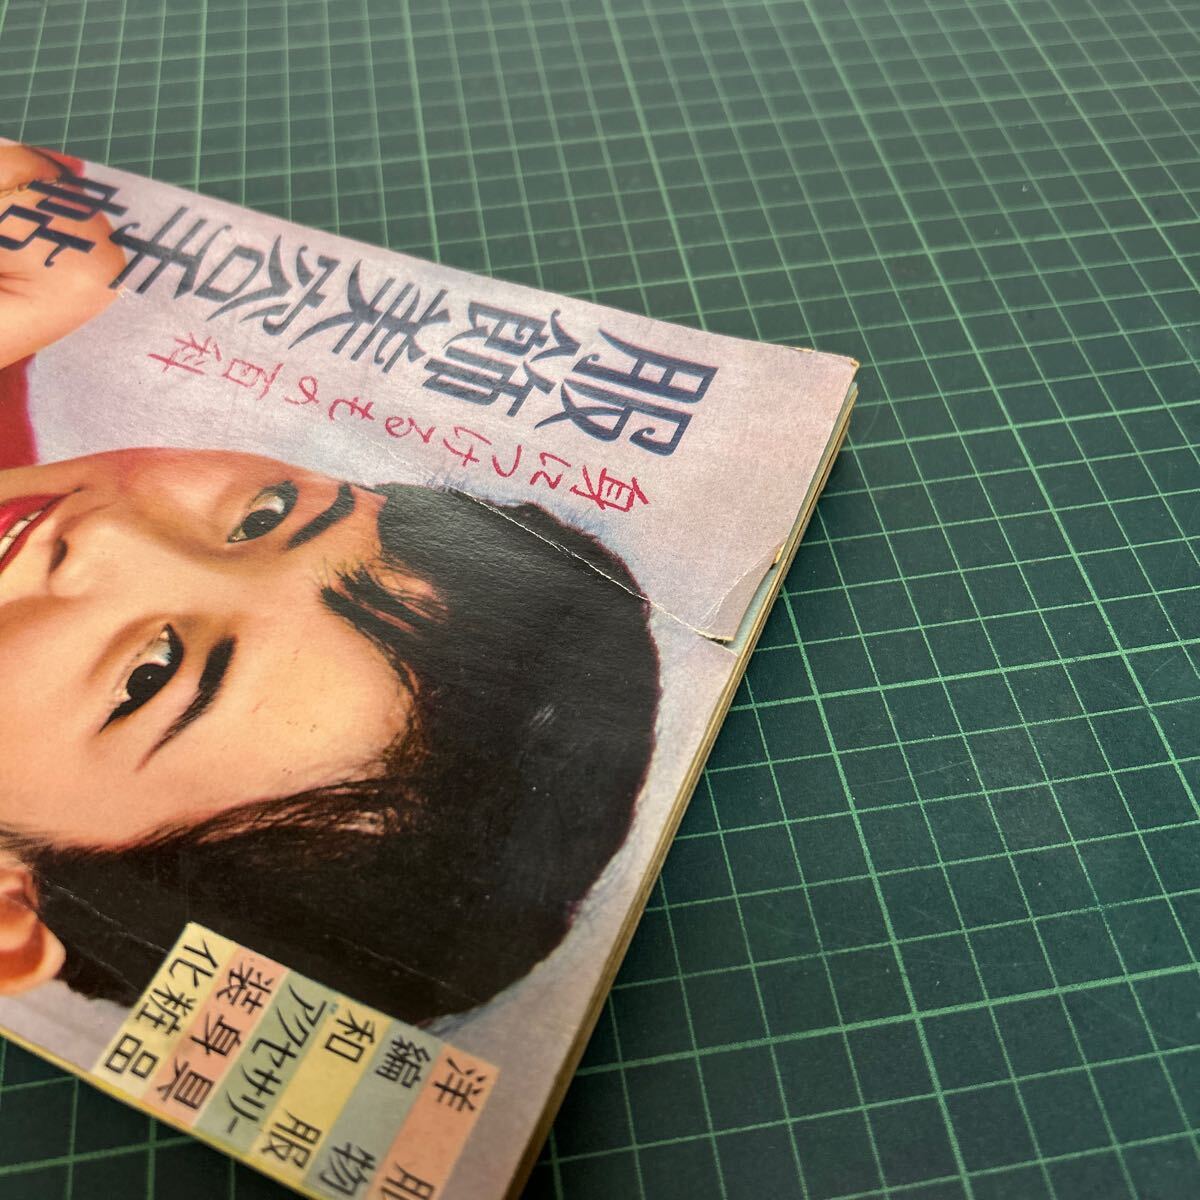 服飾美容手帖
身につけるもの百科
洋服
編物
和服
アクセサリー
装身具
化粧品